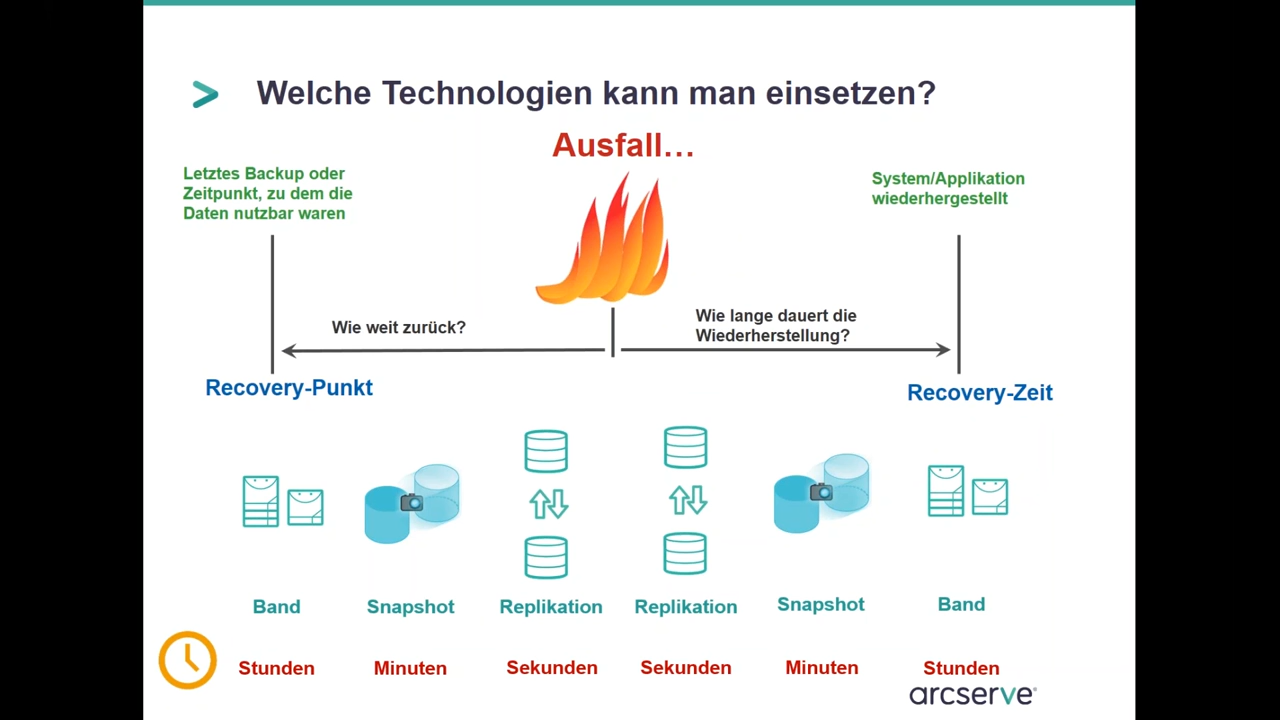 Welche Technologien kann man einsetzen?
Ausfall…
Letztes Backup oder
Zeitpunkt, zu dem die
Daten nutzbar waren
System/Applikation
wiederhergestellt
Wie weit zurück?
Wie lange dauert die
Wiederherstellung?
Recovery-Punkt
Recovery-Zeit
Band
Snapshot
Replikation
Replikation
Snapshot
Band
Stunden
Minuten
Sekunden
Sekunden
Minuten
Stunden
arcserve®